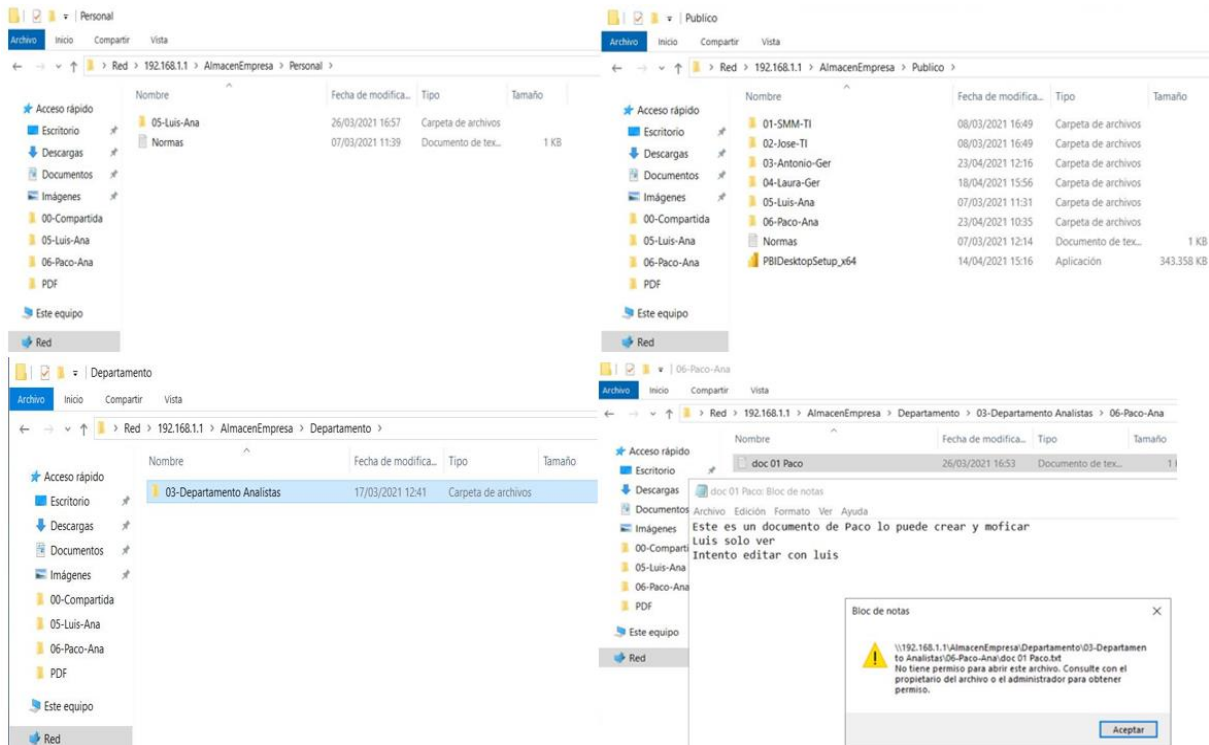 Personal
Archivo Inicio Compartir Vista
> Red > 192.168.1.1 > AlmacenEmpresa > Personal >
Nombre Fecha de modifica... Tipo Tamaño
Acceso rápido
Escritorio
Descargas
Documentos
Imágenes
00-Compartida
05-Luis-Ana
06-Paco-Ana
PDF
Este equipo
Red
05-Luis-Ana 26/03/2021 16:57 Carpeta de archivos
Normas 07/03/2021 11:39 Documento de tex... 1 KB
Publico
Archivo Inicio Compartir Vista
> Red > 192.168.1.1 > AlmacenEmpresa > Publico >
Nombre Fecha de modifica... Tipo Tamaño
Acceso rápido
Escritorio
Descargas
Documentos
Imágenes
00-Compartida
05-Luis-Ana
06-Paco-Ana
PDF
Este equipo
Red
01-SMM-TI 08/03/2021 16:49 Carpeta de archivos
02-Jose-TI 08/03/2021 16:49 Carpeta de archivos
03-Antonio-Ger 23/04/2021 12:16 Carpeta de archivos
04-Laura-Ger 18/04/2021 15:56 Carpeta de archivos
05-Luis-Ana 07/03/2021 11:31 Carpeta de archivos
06-Paco-Ana 23/04/2021 10:35 Carpeta de archivos
Normas 07/03/2021 12:14 Documento de tex... 1 KB
PBIDesktopSetup_x64 14/04/2021 15:16 Aplicación 343.358 KB
Departamento
Archivo Inicio Compartir Vista
> Red > 192.168.1.1 > AlmacenEmpresa > Departamento >
Nombre Fecha de modifica... Tipo Tamaño
Acceso rápido
Escritorio
Descargas
Documentos
Imágenes
00-Compartida
05-Luis-Ana
06-Paco-Ana
PDF
Este equipo
Red
03-Departamento Analistas 17/03/2021 12:41 Carpeta de archivos
06-Paco-Ana
Archivo Inicio Compartir Vista
> Red > 192.168.1.1 > AlmacenEmpresa > Departamento > 03-Departamento Analistas > 06-Paco-Ana
Nombre Fecha de modifica... Tipo Tamaño
Acceso rápido
Escritorio
Descargas
Documentos
Imágenes
00-Comparti
05-Luis-Ana
06-Paco-Ana
PDF
Este equipo
Red
doc 01 Paco 26/03/2021 16:53 Documento de tex... 1
doc 01 Paco: Bloc de notas
Archivo Edición Formato Ver Ayuda
Este es un documento de Paco lo puede crear y moficar
Luis solo ver
Intento editar con luis
Bloc de notas
\\192.168.1.1\AlmacenEmpresa\Departamento\03-Departamen
to Analistas\06-Paco-Ana\doc 01 Paco.txt
No tiene permiso para abrir este archivo. Consulte con el
propietario del archivo o el administrador para obtener
permiso.
Aceptar